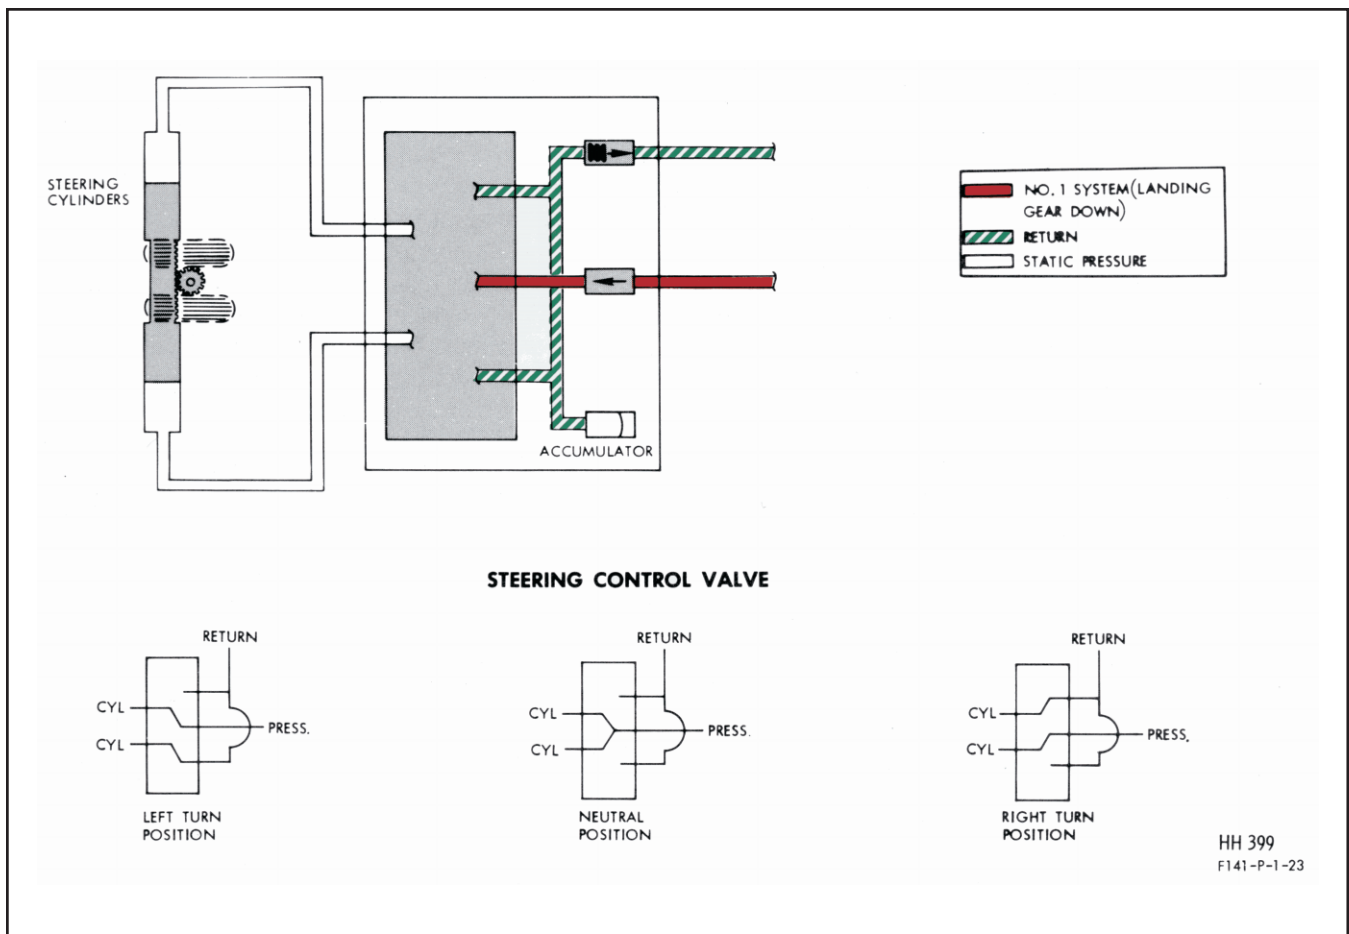 STEERING
CYLINDERS
NO. 1 SYSTEM(LANDING
GEAR DOWN)
RETURN
STATIC PRESSURE
ACCUMULATOR
STEERING CONTROL VALVE
RETURN
CYL
CYL
PRESS.
LEFT TURN
POSITION
RETURN
CYL
CYL
PRESS.
NEUTRAL
POSITION
RETURN
CYL
CYL
PRESS.
RIGHT TURN
POSITION
HH 399
F141-P-1-23